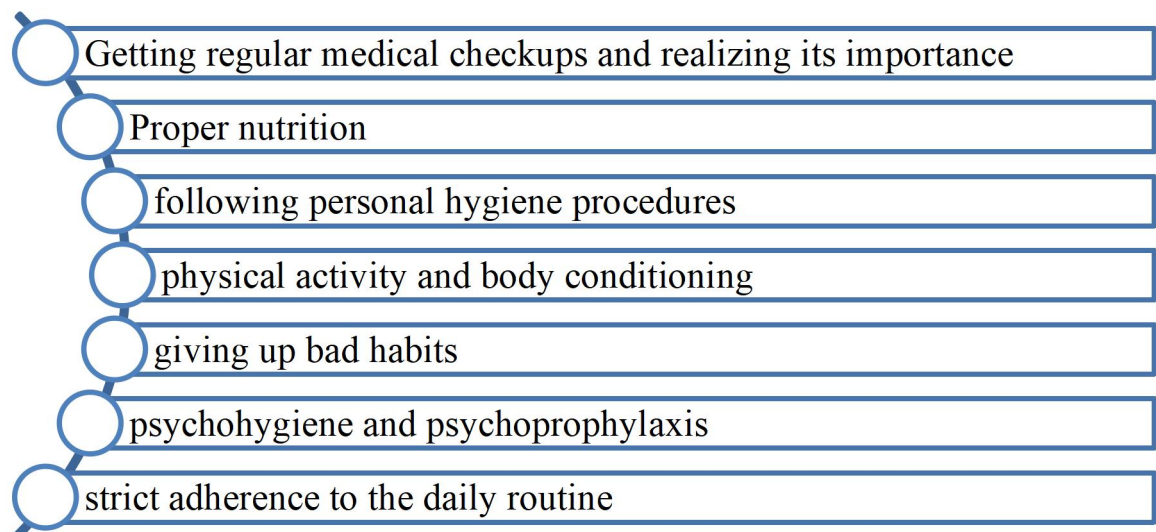 Getting regular medical checkups and realizing its importance
Proper nutrition
following personal hygiene procedures
physical activity and body conditioning
giving up bad habits
psychohygiene and psychoprophylaxis
strict adherence to the daily routine